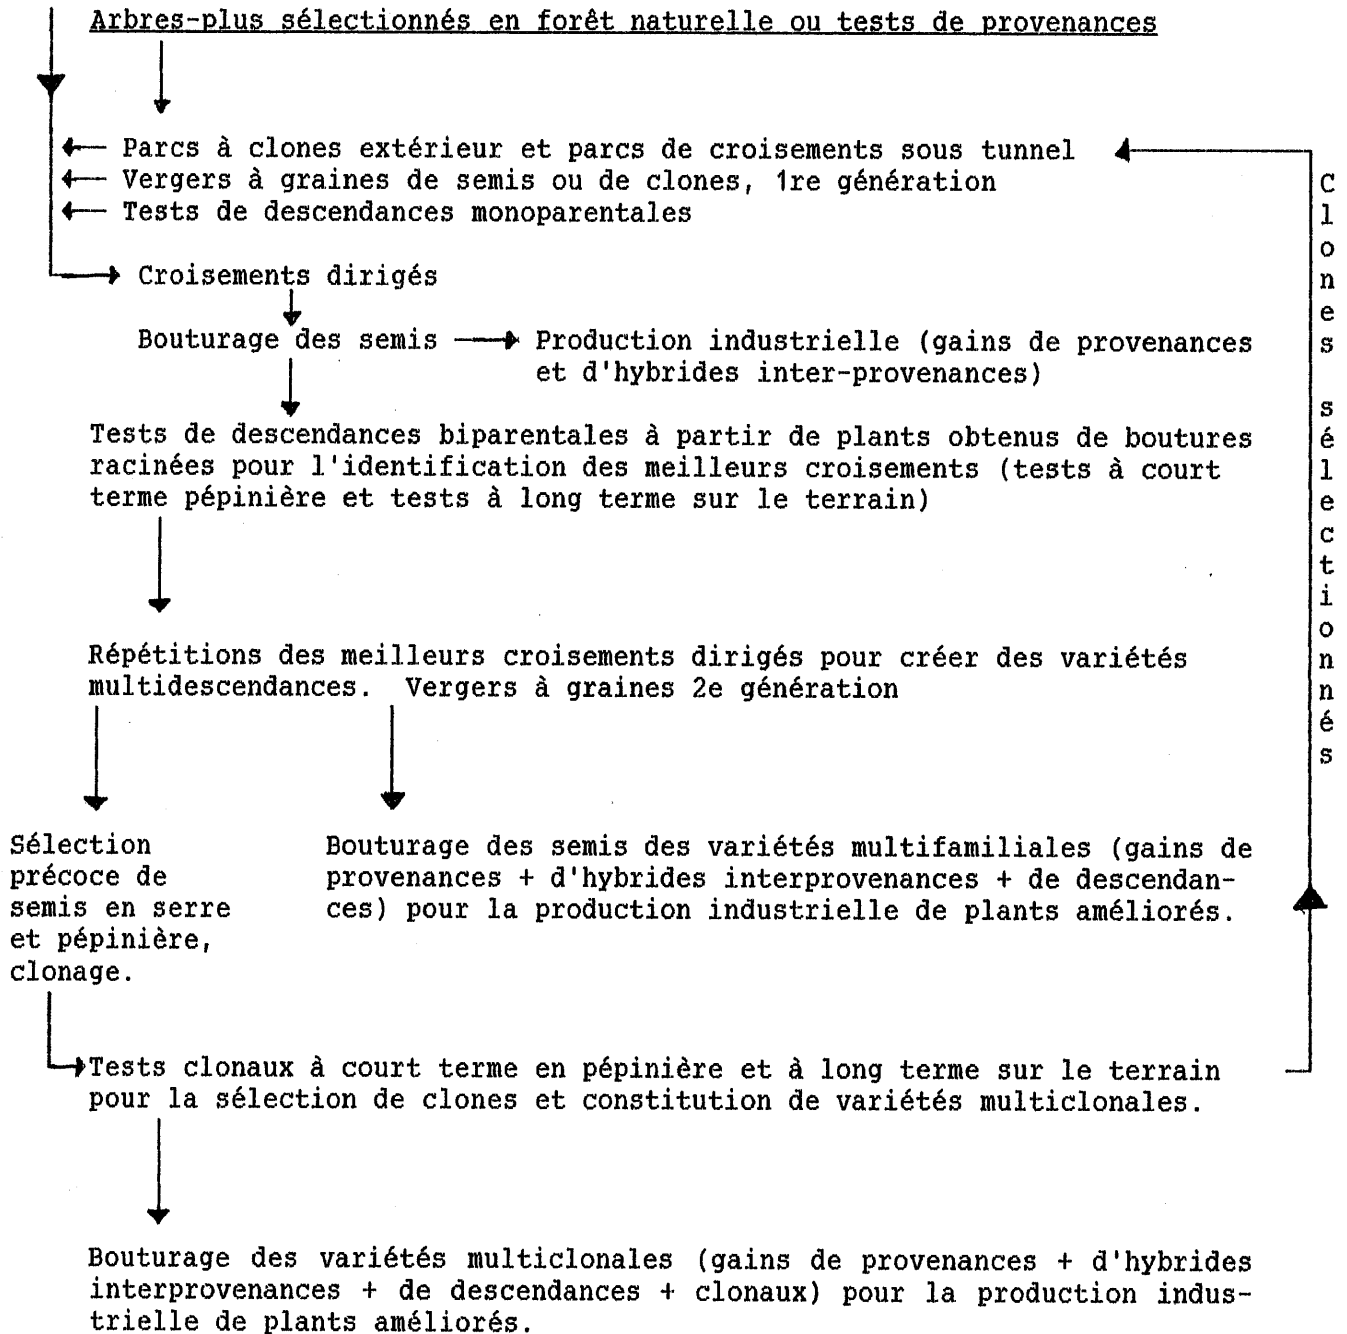 Arbres-plus sélectionnés en forêt naturelle ou tests de provenances
Parcs à clones extérieur et parcs de croisements sous tunnel
Vergers à graines de semis ou de clones, 1re génération
Tests de descendances monoparentales
Croisements dirigés
Bouturage des semis
Production industrielle (gains de provenances
et d'hybrides inter-provenances)
Tests de descendances biparentales à partir de plants obtenus de boutures
racinées pour l'identification des meilleurs croisements (tests à court
terme pépinière et tests à long terme sur le terrain)
Répétitions des meilleurs croisements dirigés pour créer des variétés
multidescendances. Vergers à graines 2e génération
Sélection
précoce de
semis en serre
et pépinière,
clonage.
Bouturage des semis des variétés multifamiliales (gains de
provenances + d'hybrides interprovenances + de descendan-
ces) pour la production industrielle de plants améliorés.
Tests clonaux à court terme en pépinière et à long terme sur le terrain
pour la sélection de clones et constitution de variétés multiclonales.
Bouturage des variétés multiclonales (gains de provenances + d'hybrides
interprovenances + de descendances + clonaux) pour la production indus-
trielle de plants améliorés.
Clones sélectionnés